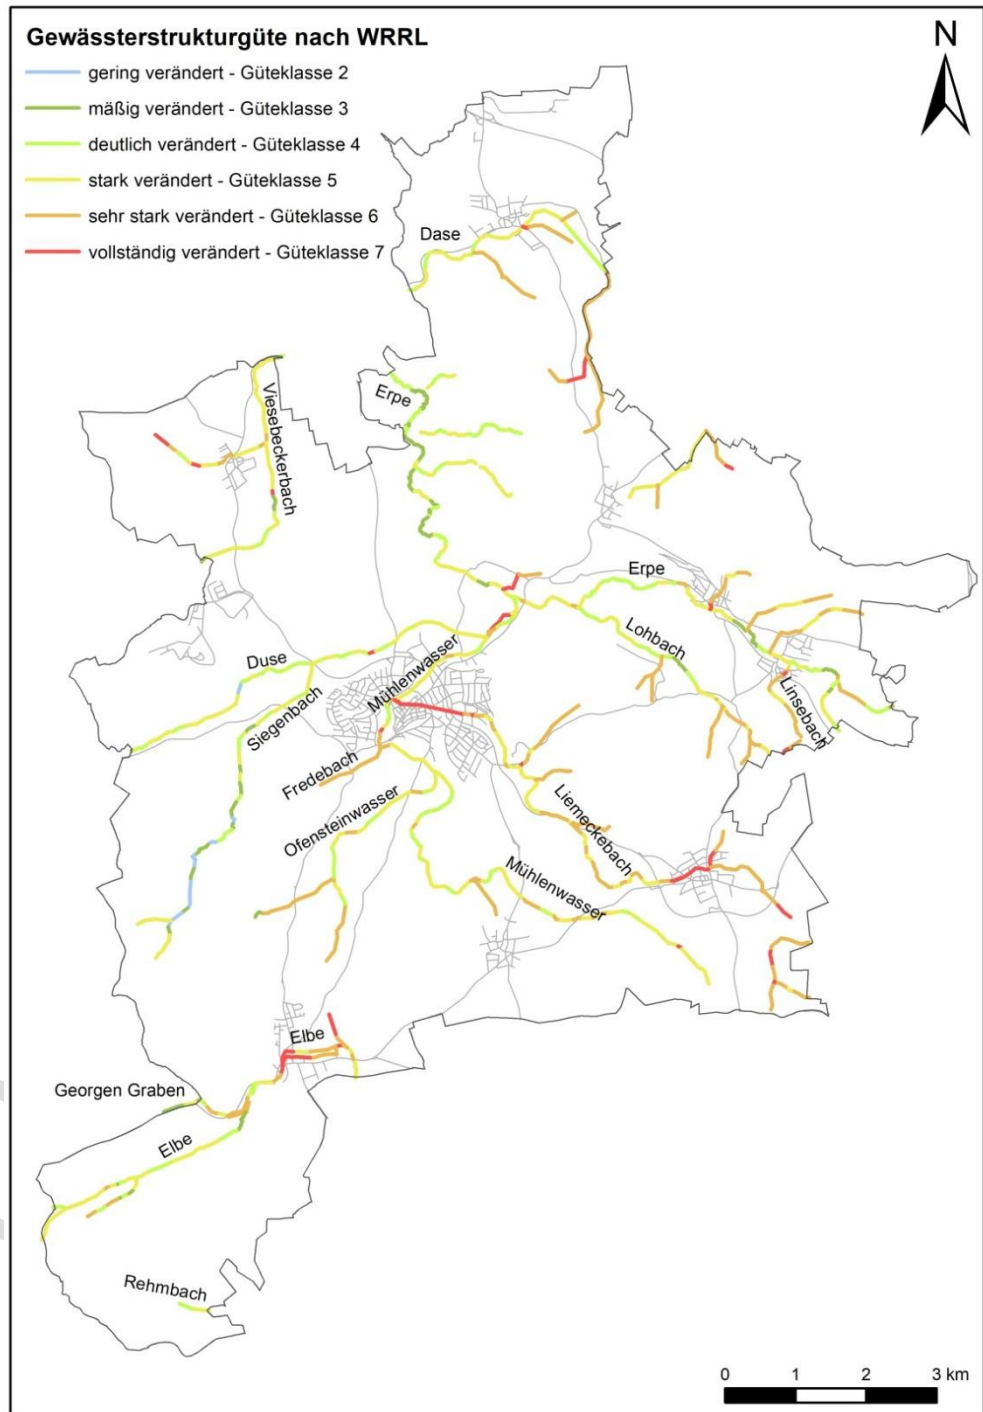 Gewässterstrukturgüte nach WRRL
gering verändert - Güteklasse 2
mäßig verändert - Güteklasse 3
deutlich verändert - Güteklasse 4
stark verändert - Güteklasse 5
sehr stark verändert - Güteklasse 6
vollständig verändert - Güteklasse 7
N
Dase
Erpe
Viesebeckerbach
Erpe
Lohbach
Duse
Mühlenwasser
Siegenbach
Linsebach
Fredebach
Ofensteinwasser
Liemeckebach
Mühlenwasser
Elbe
Georgen Graben
Elbe
Rehmbach
0 1 2 3 km